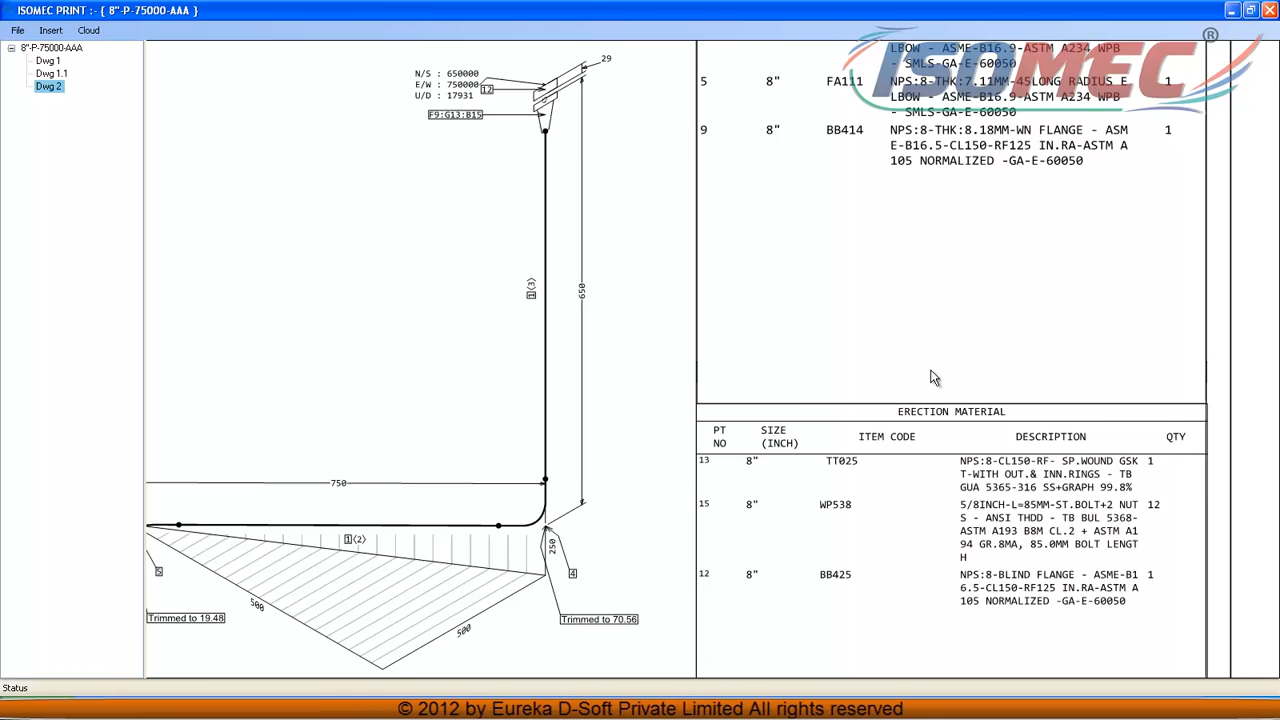 ISOMEC PRINT :- { 8"-P-75000-AAA }
File Insert Cloud
8"-P-75000-AAA
Dwg 1
Dwg 1.1
Dwg 2
N/S : 650000
E/W : 750000
U/D : 17931
12
F9:G13:B15
29
1(3)
650
750
1(2)
250
5
4
500
500
Trimmed to 19.48
Trimmed to 70.56
ISOMEC ®
LBOW - ASME-B16.9-ASTM A234 WPB
- SMLS-GA-E-60050
5 8" FA111 NPS:8-THK:7.11MM-45LONG RADIUS E 1
LBOW - ASME-B16.9-ASTM A234 WPB
- SMLS-GA-E-60050
9 8" BB414 NPS:8-THK:8.18MM-WN FLANGE - ASM 1
E-B16.5-CL150-RF125 IN.RA-ASTM A
105 NORMALIZED -GA-E-60050
ERECTION MATERIAL
PT NO SIZE (INCH) ITEM CODE DESCRIPTION QTY
13 8" TT025 NPS:8-CL150-RF- SP.WOUND GSK 1
T-WITH OUT.& INN.RINGS - TB
GUA 5365-316 SS+GRAPH 99.8%
15 8" WP538 5/8INCH-L=85MM-ST.BOLT+2 NUT 12
S - ANSI THDD - TB BUL 5368-
ASTM A193 B8M CL.2 + ASTM A1
94 GR.8MA, 85.0MM BOLT LENGT
H
12 8" BB425 NPS:8-BLIND FLANGE - ASME-B1 1
6.5-CL150-RF125 IN.RA-ASTM A
105 NORMALIZED -GA-E-60050
Status
© 2012 by Eureka D-Soft Private Limited All rights reserved